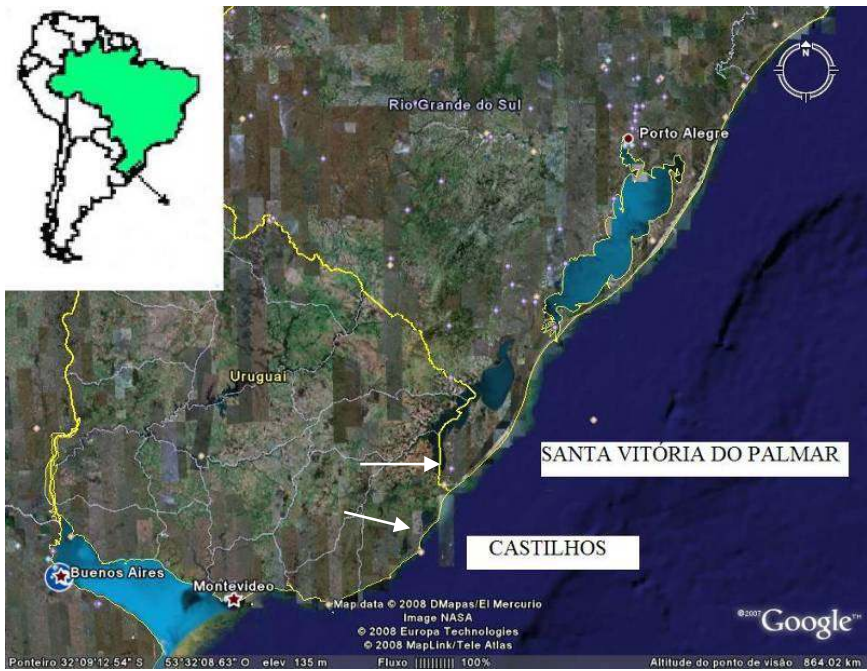 N
Rio Grande do Sul
Porto Alegre
Uruguai
SANTA VITÓRIA DO PALMAR
CASTILHOS
Buenos Aires
Montevideo
Map data © 2008 DMapas/El Mercurio
Image NASA
© 2008 Europa Technologies
© 2008 MapLink/Tele Atlas
©2007 Google™
Ponteiro 32°09'12.54" S 53°32'08.63" O elev 135 m Fluxo |||||||||| 100% Altitude do ponto de visão 864.02 km